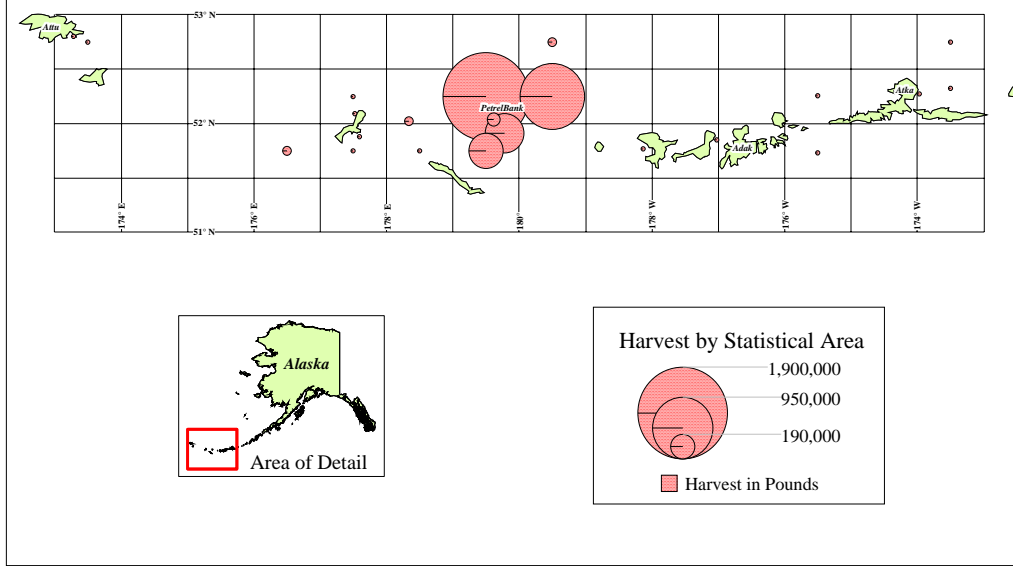 53° N
Attu
PetrelBank
52° N
Atka
Adak
174° E
176° E
178° E
180°
178° W
176° W
174° W
51° N
Alaska
Area of Detail
Harvest by Statistical Area
1,900,000
950,000
190,000
Harvest in Pounds